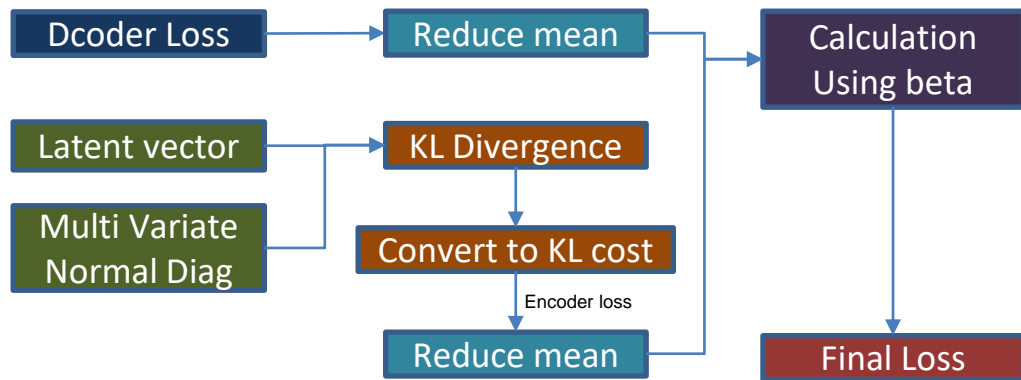 Dcoder Loss
Reduce mean
Calculation
Using beta
Latent vector
KL Divergence
Multi Variate
Normal Diag
Convert to KL cost
Encoder loss
Reduce mean
Final Loss